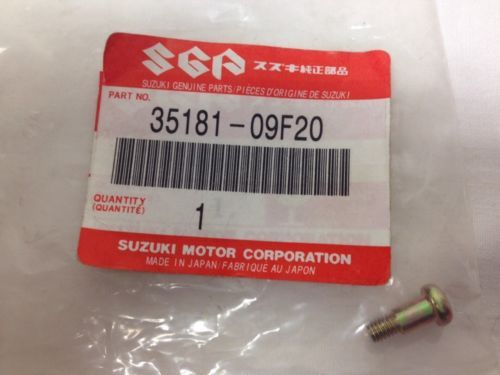 SGP スズキ純正部品
SUZUKI GENUINE PARTS/PIÈCES D'ORIGINE DE SUZUKI
PART NO.
35181-09F20
QUANTITY
(QUANTITÉ)
1
SUZUKI MOTOR CORPORATION
MADE IN JAPAN/FABRIQUE AU JAPON